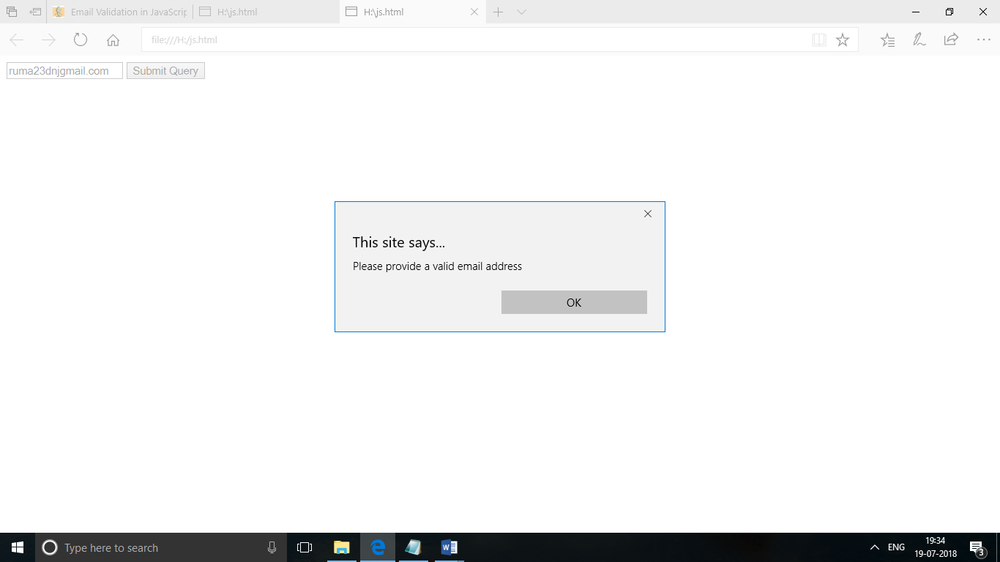 Email Validation in JavaScrip
H:\js.html
H:\js.html
file:///H:/js.html
ruma23dnjgmail.com
Submit Query
This site says...
Please provide a valid email address
OK
Type here to search
ENG
19:34
19-07-2018
3